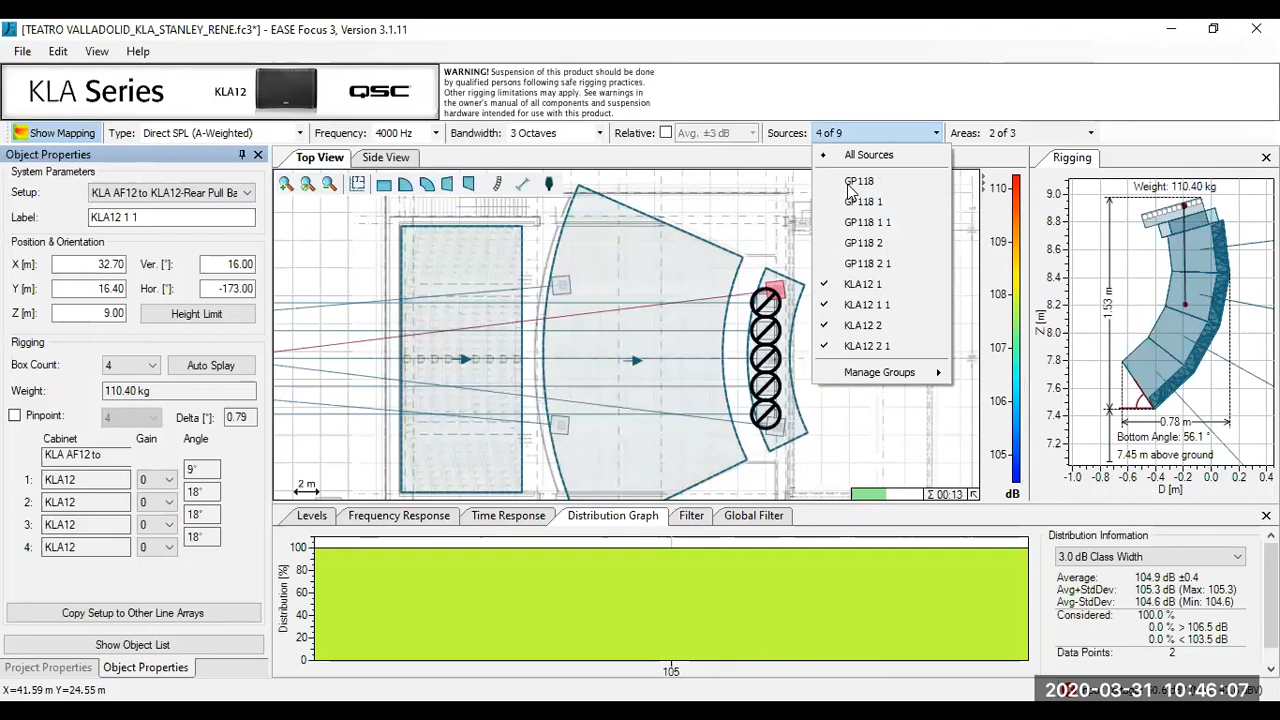 [TEATRO VALLADOLID_KLA_STANLEY_RENE.fc3*] - EASE Focus 3, Version 3.1.11
File Edit View Help
KLA Series
KLA12
QSC
WARNING! Suspension of this product should be done
by qualified persons following safe rigging practices.
Other rigging limitations may apply. See warnings in
the owner's manual of all components and suspension
hardware intended for use with this product.
Show Mapping Type: Direct SPL (A-Weighted) Frequency: 4000 Hz Bandwidth: 3 Octaves Relative: Avg. ±3 dB Sources: 4 of 9 Areas: 2 of 3
Object Properties
System Parameters
Setup: KLA AF12 to KLA12-Rear Pull Ba
Label: KLA12 1 1
Position & Orientation
X [m]: 32.70 Ver. [°]: 16.00
Y [m]: 16.40 Hor. [°]: -173.00
Z [m]: 9.00 Height Limit
Rigging
Box Count: 4 Auto Splay
Weight: 110.40 kg
Pinpoint: 4 Delta [°]: 0.79
Cabinet Gain Angle
KLA AF12 to
9°
1: KLA12 0
18°
2: KLA12 0
18°
3: KLA12 0
18°
4: KLA12 0
Copy Setup to Other Line Arrays
Show Object List
Project Properties Object Properties
X=41.59 m Y=24.55 m
Top View Side View
2 m
Σ 00:13
All Sources
GP118
GP118 1
GP118 1 1
GP118 2
GP118 2 1
KLA12 1
KLA12 1 1
KLA12 2
KLA12 2 1
Manage Groups
110
109
108
107
106
105
dB
Rigging
Weight: 110.40 kg
Z [m]
9.0
8.8
8.6
8.4
8.2
8.0
7.8
7.6
7.4
7.2
1.53 m
0.78 m
Bottom Angle: 56.1 °
7.45 m above ground
-0.8 -0.6 -0.4 -0.2 0.0 0.2 0.4
D [m]
Levels Frequency Response Time Response Distribution Graph Filter Global Filter
Distribution [%]
100
80
60
40
20
0
105
Distribution Information
3.0 dB Class Width
Average: 104.9 dB ±0.4
Avg+StdDev: 105.3 dB (Max: 105.3)
Avg-StdDev: 104.6 dB (Min: 104.6)
Considered: 100.0 %
0.0 % > 106.5 dB
0.0 % < 103.5 dB
Data Points: 2
2020-03-31 10:46:07